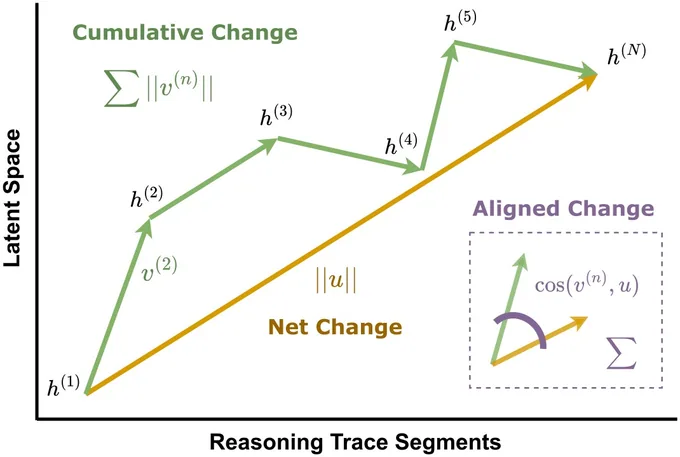 Cumulative Change
∑ ||v^(n)||
h^(1)
h^(2)
h^(3)
h^(4)
h^(5)
h^(N)
v^(2)
||u||
Net Change
Aligned Change
cos(v^(n), u)
∑
Latent Space
Reasoning Trace Segments